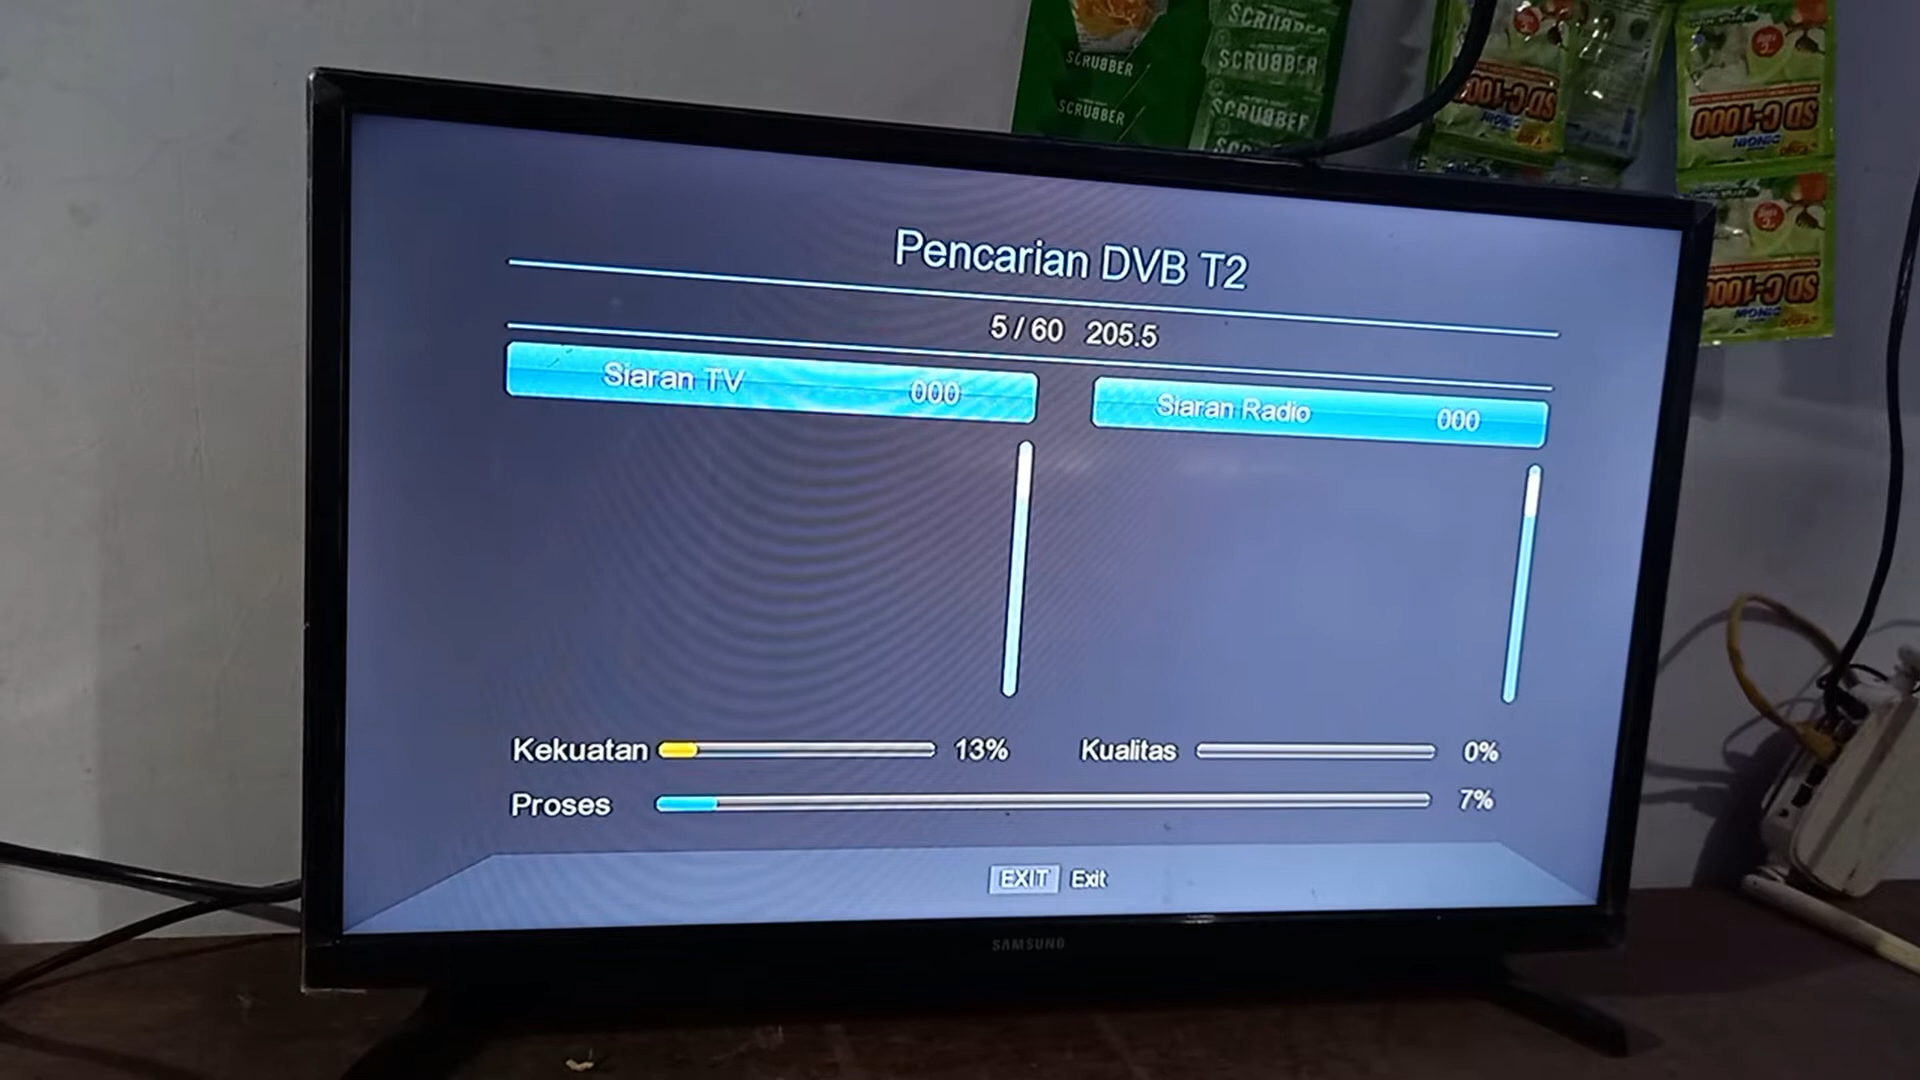 SCRUBBER
SCRUBBER
SCRUBBER
SCRUBBER
SCRUBBER
SD C-1000
SD C-1000
SD C-1000
Pencarian DVB T2
5 / 60 205.5
Siaran TV 000
Siaran Radio 000
Kekuatan 13%
Kualitas 0%
Proses 7%
EXIT Exit
SAMSUNG